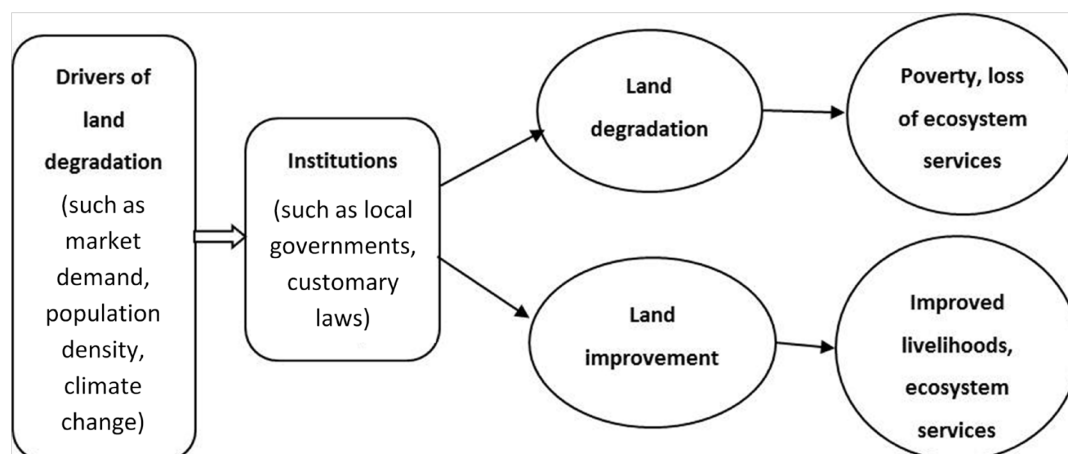 Drivers of
land
degradation
(such as
market
demand,
population
density,
climate
change)
Institutions
(such as local
governments,
customary
laws)
Land
degradation
Poverty, loss
of ecosystem
services
Land
improvement
Improved
livelihoods,
ecosystem
services